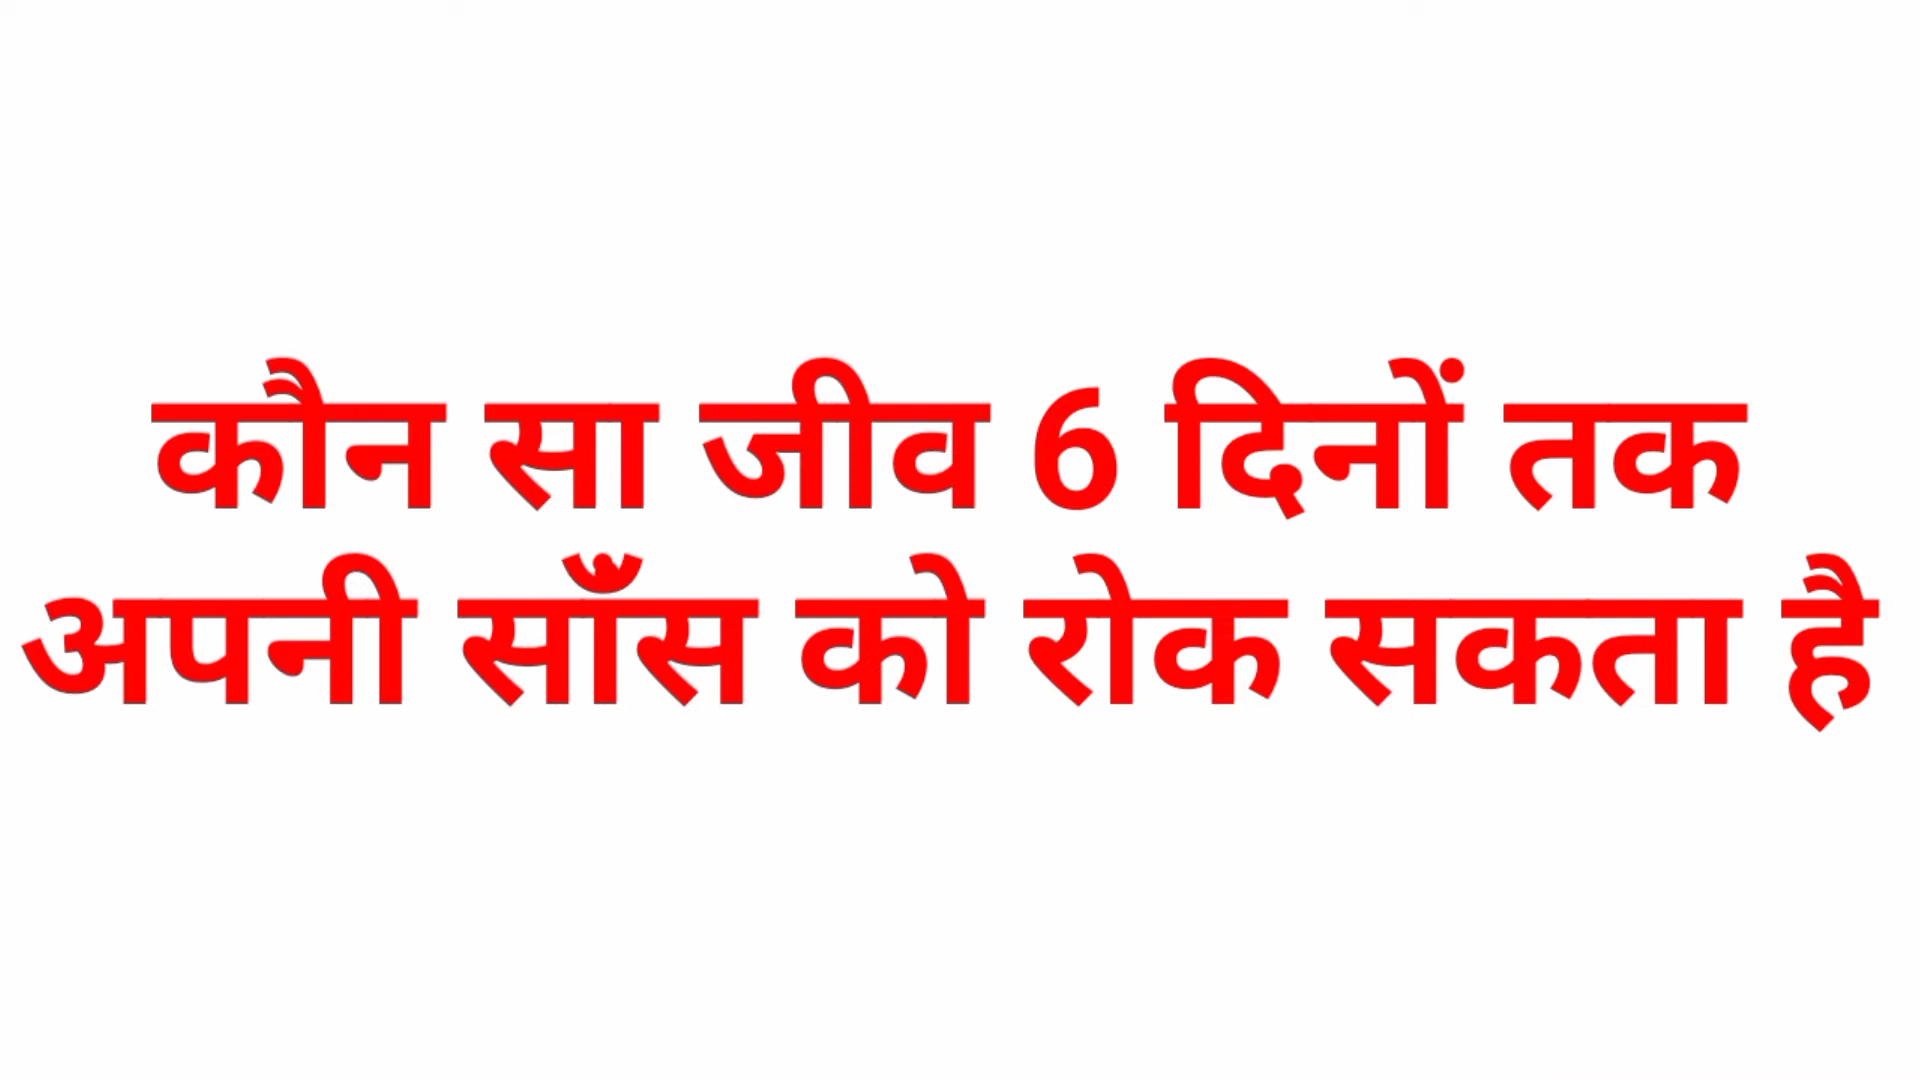 कौन सा जीव 6 दिनों तक
अपनी साँस को रोक सकता है